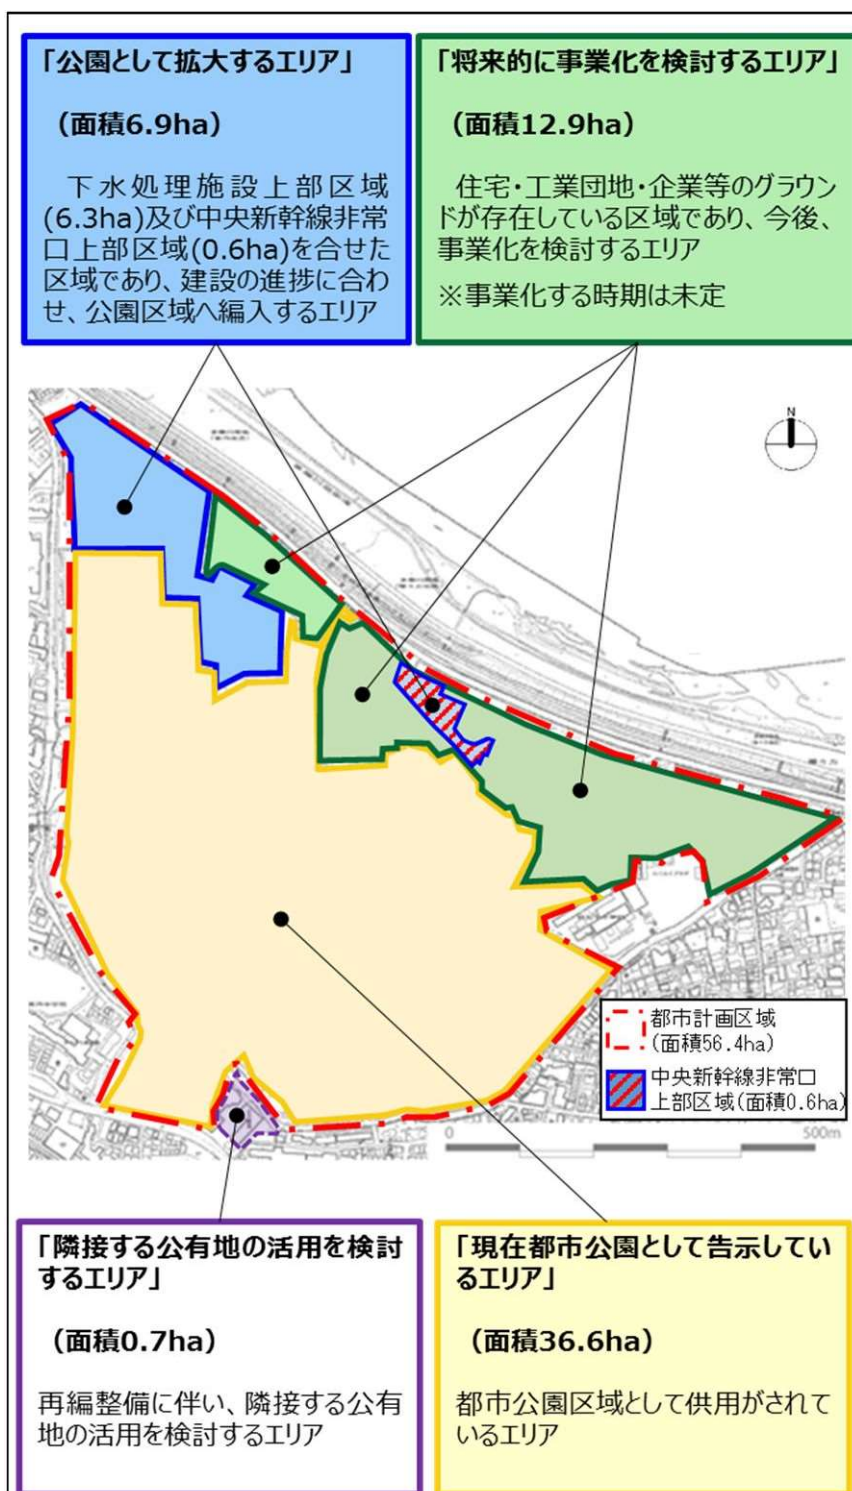 「公園として拡大するエリア」
（面積6.9ha）
下水処理施設上部区域
(6.3ha)及び中央新幹線非常
口上部区域(0.6ha)を合せた
区域であり、建設の進捗に合わ
せ、公園区域へ編入するエリア
「将来的に事業化を検討するエリア」
（面積12.9ha）
住宅・工業団地・企業等のグラウン
ドが存在している区域であり、今後、
事業化を検討するエリア
※事業化する時期は未定
N
都市計画区域
(面積56.4ha)
中央新幹線非常口
上部区域(面積0.6ha)
0 500m
「隣接する公有地の活用を検討
するエリア」
（面積0.7ha）
再編整備に伴い、隣接する公有
地の活用を検討するエリア
「現在都市公園として告示してい
るエリア」
（面積36.6ha）
都市公園区域として供用がされて
いるエリア